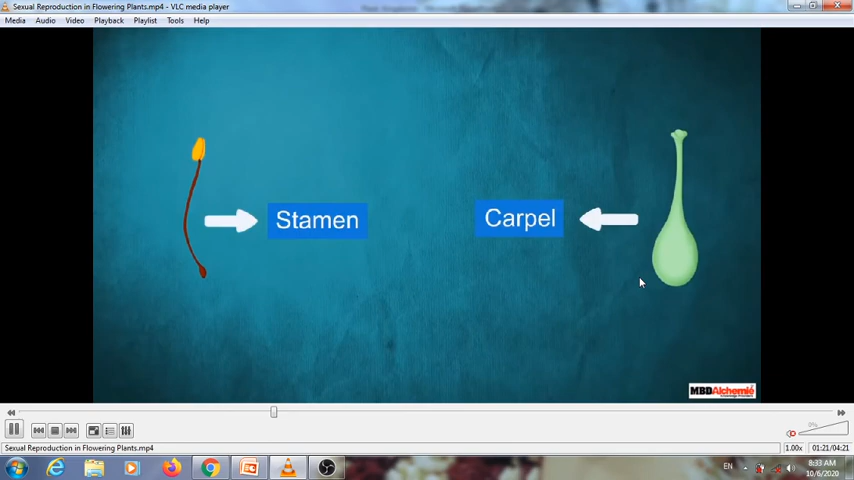 Sexual Reproduction in Flowering Plants.mp4 - VLC media player
Media Audio Video Playback Playlist Tools Help
Stamen
Carpel
MBDAlchemie
0%
Sexual Reproduction in Flowering Plants.mp4
1.00x
01:21/04:21
EN
8:33 AM
10/6/2020